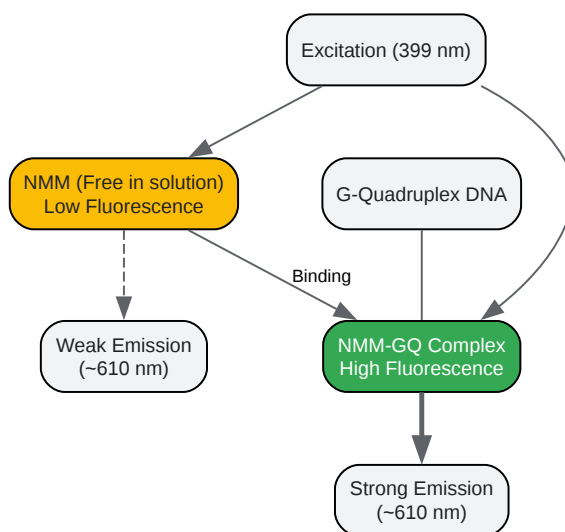 Excitation (399 nm)
NMM (Free in solution)
Low Fluorescence
G-Quadruplex DNA
Binding
Weak Emission
(~610 nm)
NMM-GQ Complex
High Fluorescence
Strong Emission
(~610 nm)